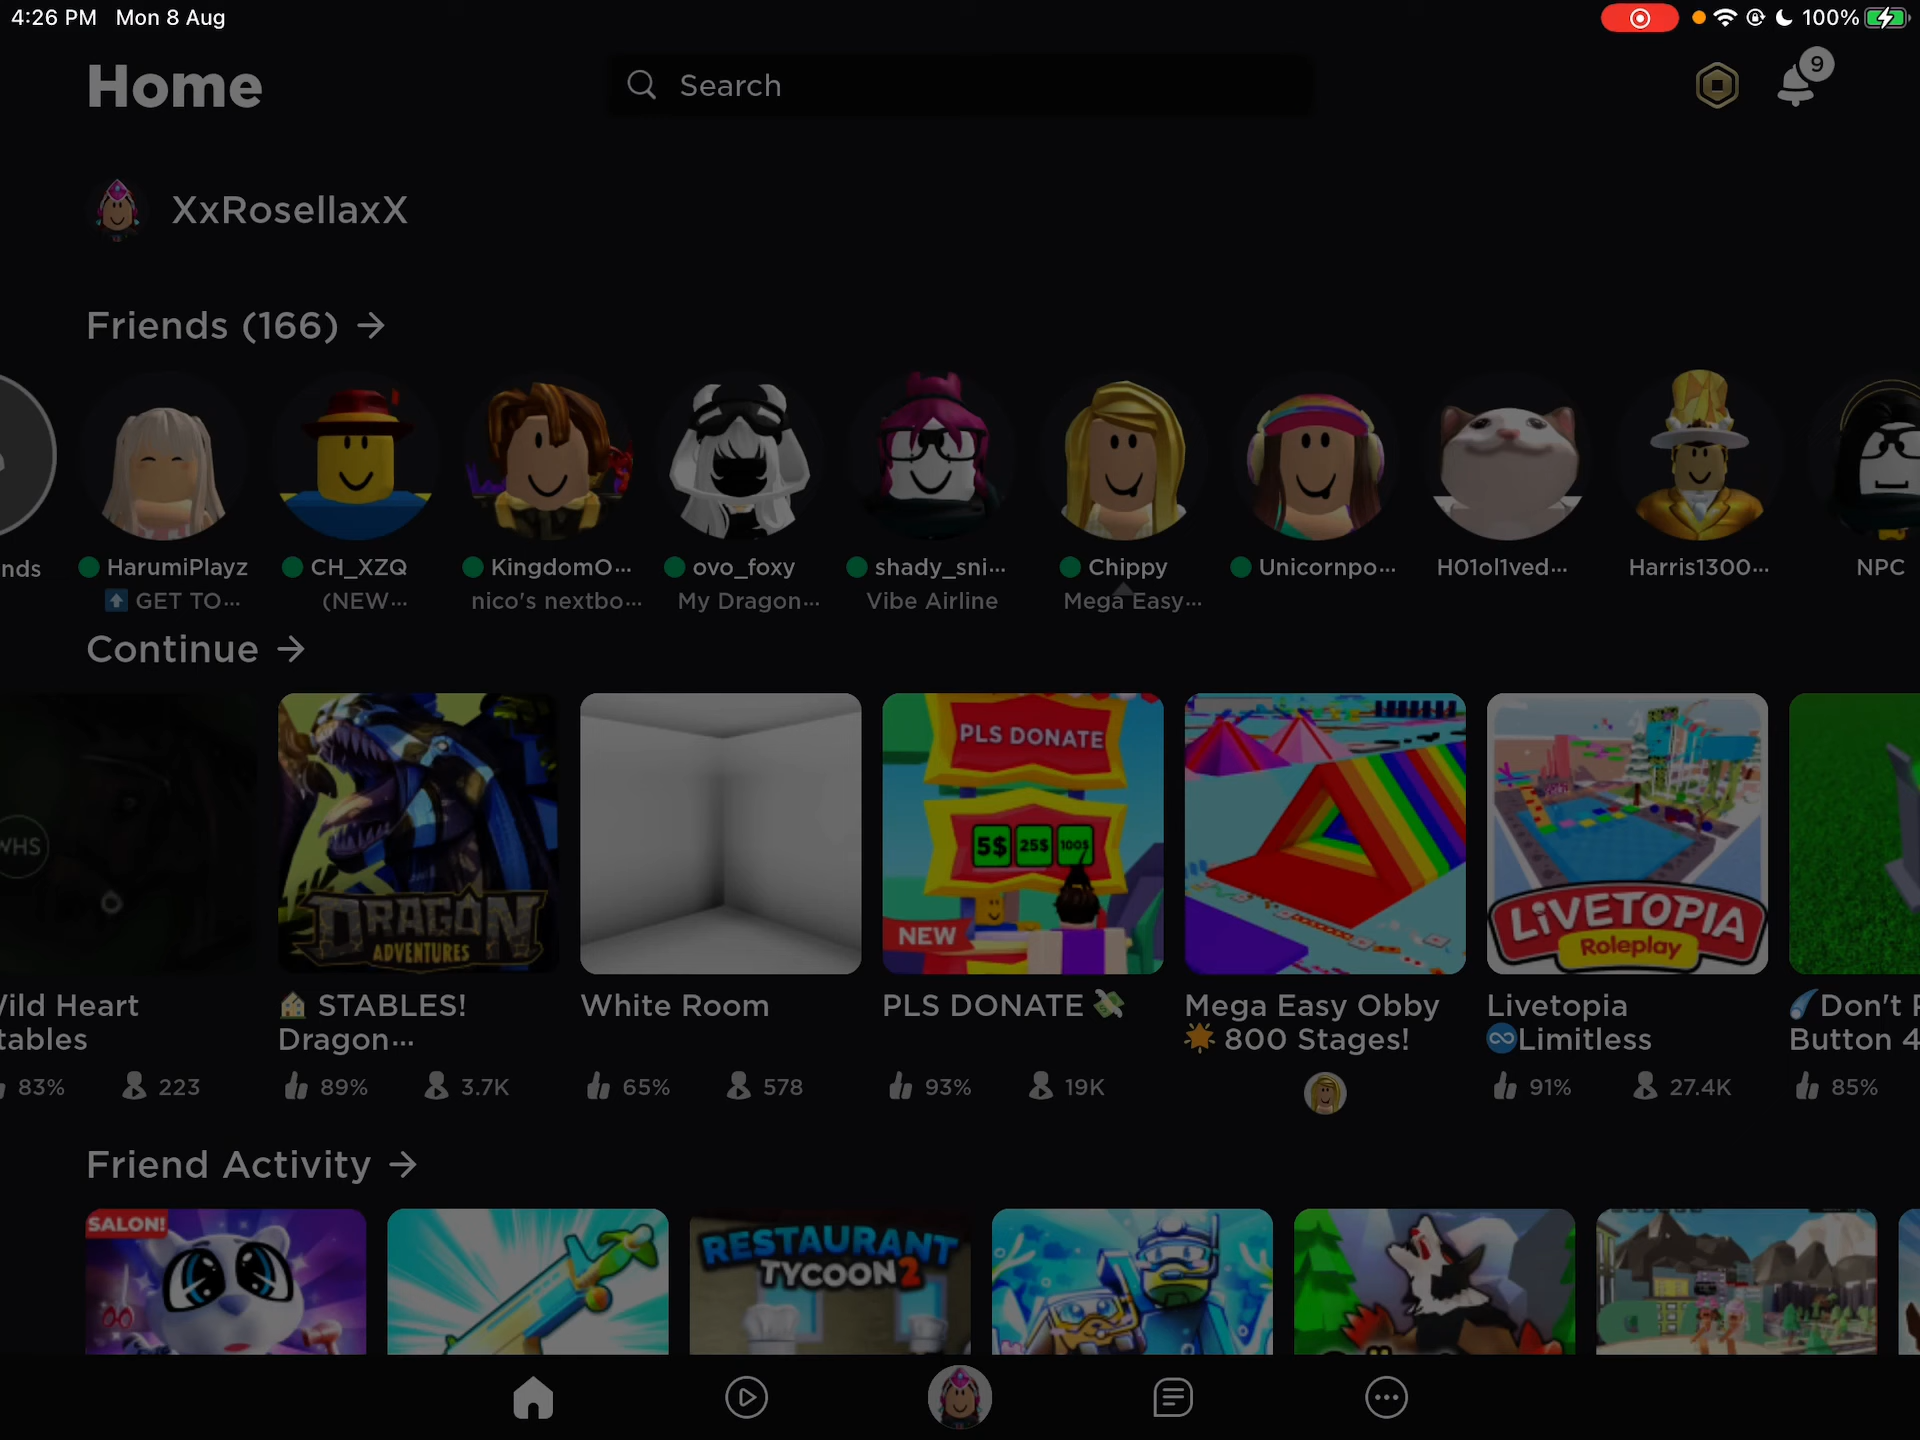 4:26 PM Mon 8 Aug
100%
Home
Search
9
XxRosellaxX
Friends (166)
nds
HarumiPlayz
GET TO...
CH_XZQ
(NEW...
KingdomO...
nico's nextbo...
ovo_foxy
My Dragon...
shady_sni...
Vibe Airline
Chippy
Mega Easy...
Unicornpo...
H01ol1ved...
Harris1300...
NPC
Continue
WHS
DRAGON
ADVENTURES
PLS DONATE
5$ 25$ 100$
NEW
LiVETOPIA
Roleplay
Wild Heart
tables
83% 223
STABLES!
Dragon...
89% 3.7K
White Room
65% 578
PLS DONATE
93% 19K
Mega Easy Obby
800 Stages!
Livetopia
Limitless
91% 27.4K
Don't P
Button 4
85%
Friend Activity
SALON!
RESTAURANT
TYCOON 2